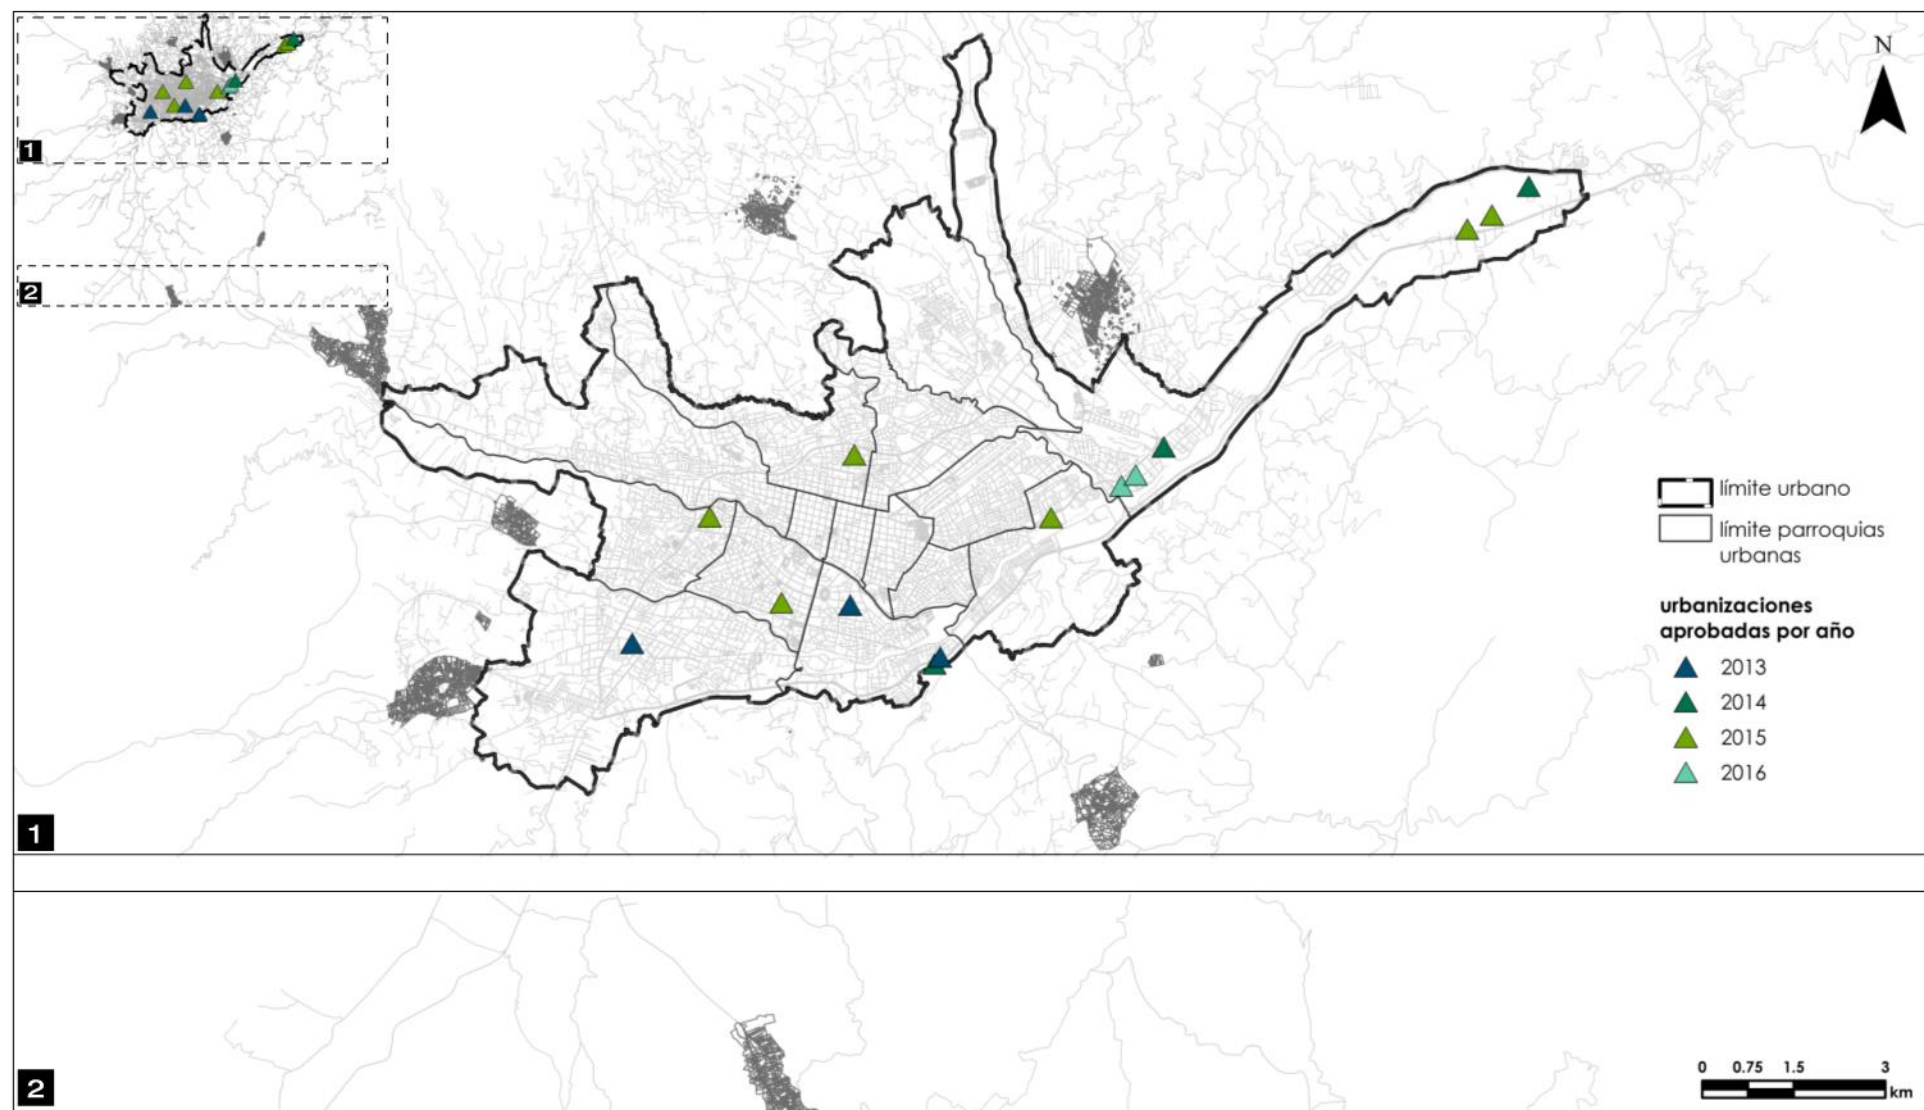 1
2
N
límite urbano
límite parroquias
urbanas
urbanizaciones
aprobadas por año
2013
2014
2015
2016
1
2
0 0.75 1.5 3
km